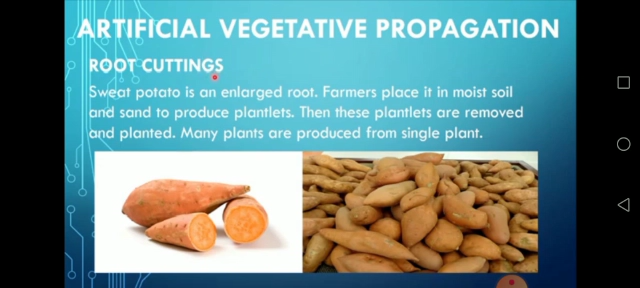 ARTIFICIAL VEGETATIVE PROPAGATION
ROOT CUTTINGS
Sweat potato is an enlarged root. Farmers place it in moist soil
and sand to produce plantlets. Then these plantlets are removed
and planted. Many plants are produced from single plant.